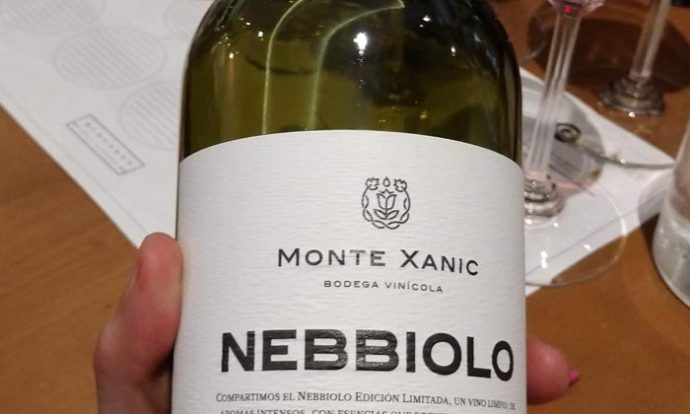 MONTE XANIC
BODEGA VINÍCOLA
NEBBIOLO
COMPARTIMOS EL NEBBIOLO EDICIÓN LIMITADA, UN VINO LIMPIO, DE
AROMAS INTENSOS, CON ESENCIAS QUE